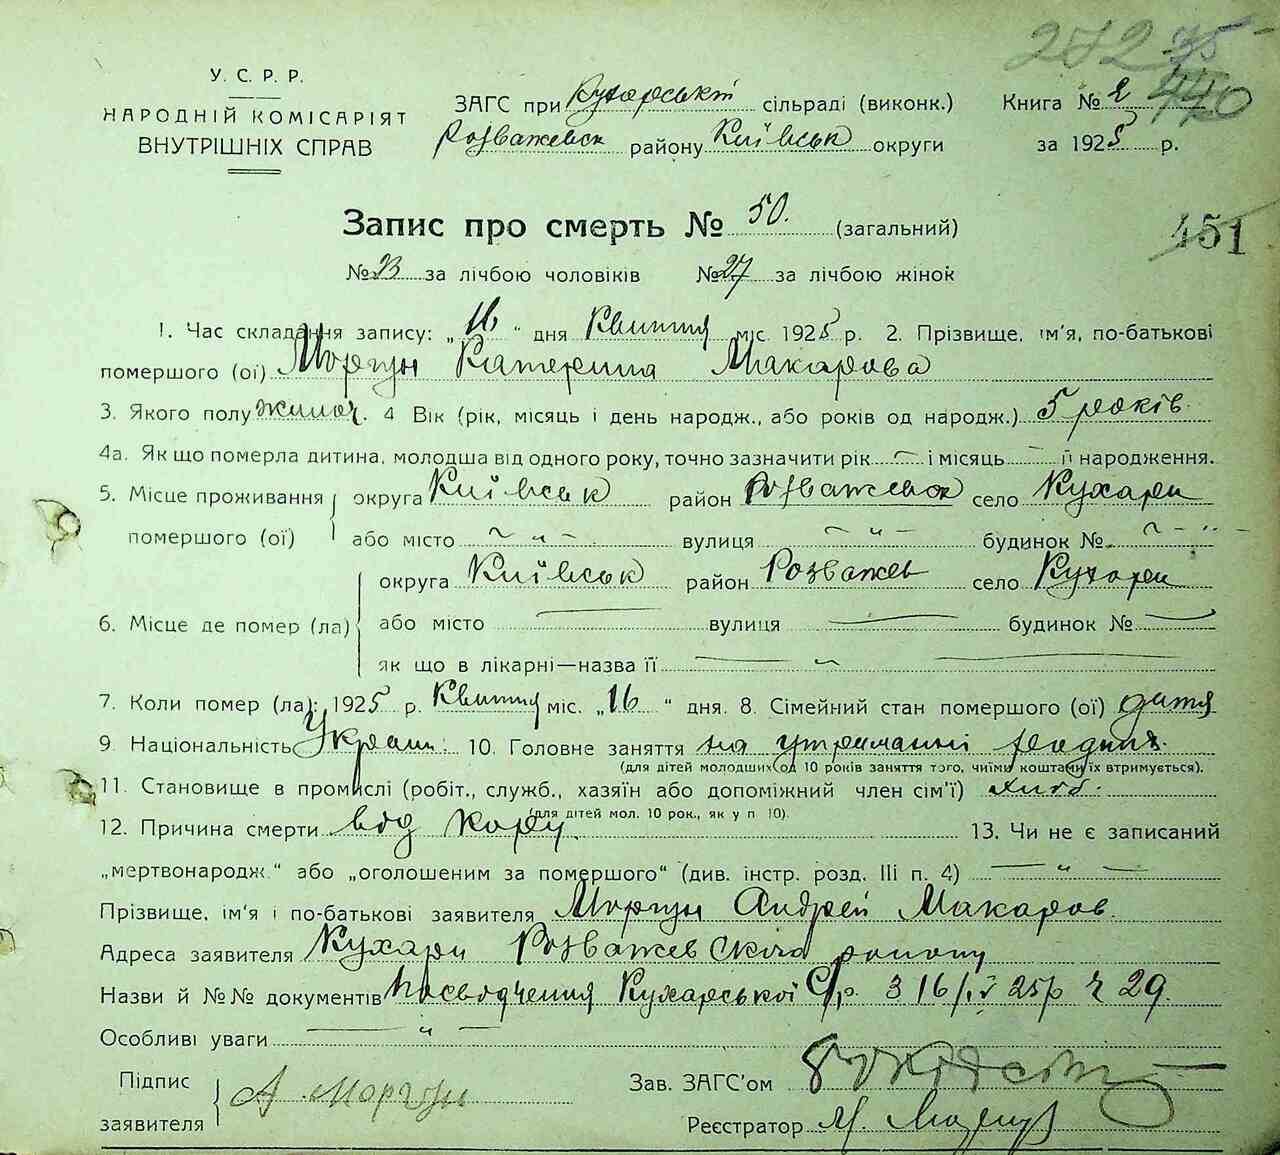 272 75
440
У. С. Р. Р.
НАРОДНІЙ КОМІСАРІЯТ
ВНУТРІШНІХ СПРАВ
ЗАГС при Кухарській сільраді (виконк.) Книга № 2
Розважевськ району Київськ округи за 1925 р.
Запис про смерть № 50. (загальний)
451
№ 23 за лічбою чоловіків № 27 за лічбою жінок
1. Час складання запису: „ 16 " дня Квітня міс. 1925 р. 2. Прізвище, ім'я, по-батькові
помершого (ої) Моргун Катерина Макарова
3. Якого полу жіноч. 4 Вік (рік, місяць і день народж., або років од народж.) 5 років.
4а. Як що померла дитина, молодша від одного року, точно зазначити рік — і місяць — її народження.
5. Місце проживання округа Київськ район Розважевск село Кухари
помершого (ої) або місто — „ — вулиця — „ — будинок № — „ —
округа Київськ район Розважев село Кухари
6. Місце де помер (ла) або місто — вулиця — будинок № —
як що в лікарні—назва її — „ —
7. Коли помер (ла): 1925 р. Квітня міс. „ 16 " дня. 8. Сімейний стан помершого (ої) дитя
9. Національність Україн. 10. Головне заняття на утриманні
(для дітей молодших од 10 років заняття того, чиїми коштами їх втримується).
11. Становище в промислі (робіт., служб., хазяїн або допоміжний член сім'ї)
(для дітей мол. 10 рок., як у п 10).
12. Причина смерти від кору. 13. Чи не є записаний
„мертвонародж." або „оголошеним за помершого" (див. інстр. розд. III п. 4) — „ —
Прізвище, ім'я і по-батькові заявителя Моргун Андрей Макаров.
Адреса заявителя Кухари Розважевскіго району
Назви й №№ документів Посвідчення Кухарської С/р. з 16/IV 25р ч 29.
Особливі уваги — „ —
Підпис
заявителя А Моргун
Зав. ЗАГС'ом
Реєстратор М.